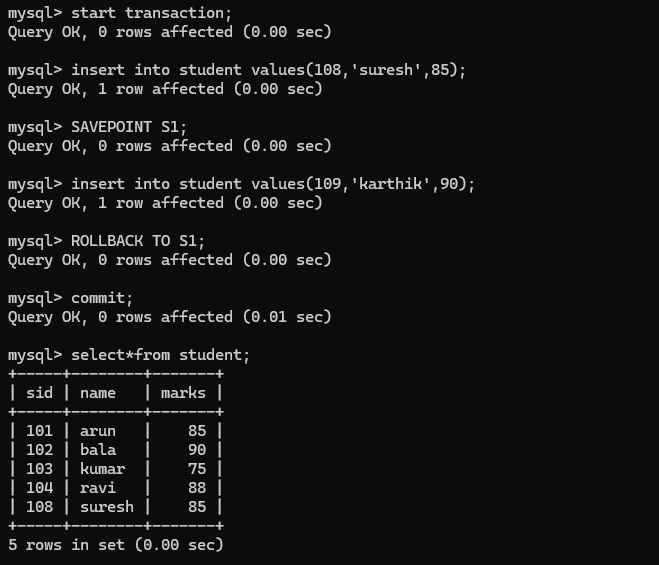 mysql> start transaction;
Query OK, 0 rows affected (0.00 sec)

mysql> insert into student values(108,'suresh',85);
Query OK, 1 row affected (0.00 sec)

mysql> SAVEPOINT S1;
Query OK, 0 rows affected (0.00 sec)

mysql> insert into student values(109,'karthik',90);
Query OK, 1 row affected (0.00 sec)

mysql> ROLLBACK TO S1;
Query OK, 0 rows affected (0.00 sec)

mysql> commit;
Query OK, 0 rows affected (0.01 sec)

mysql> select*from student;
+-----+--------+-------+
| sid | name   | marks |
+-----+--------+-------+
| 101 | arun   |    85 |
| 102 | bala   |    90 |
| 103 | kumar  |    75 |
| 104 | ravi   |    88 |
| 108 | suresh |    85 |
+-----+--------+-------+
5 rows in set (0.00 sec)